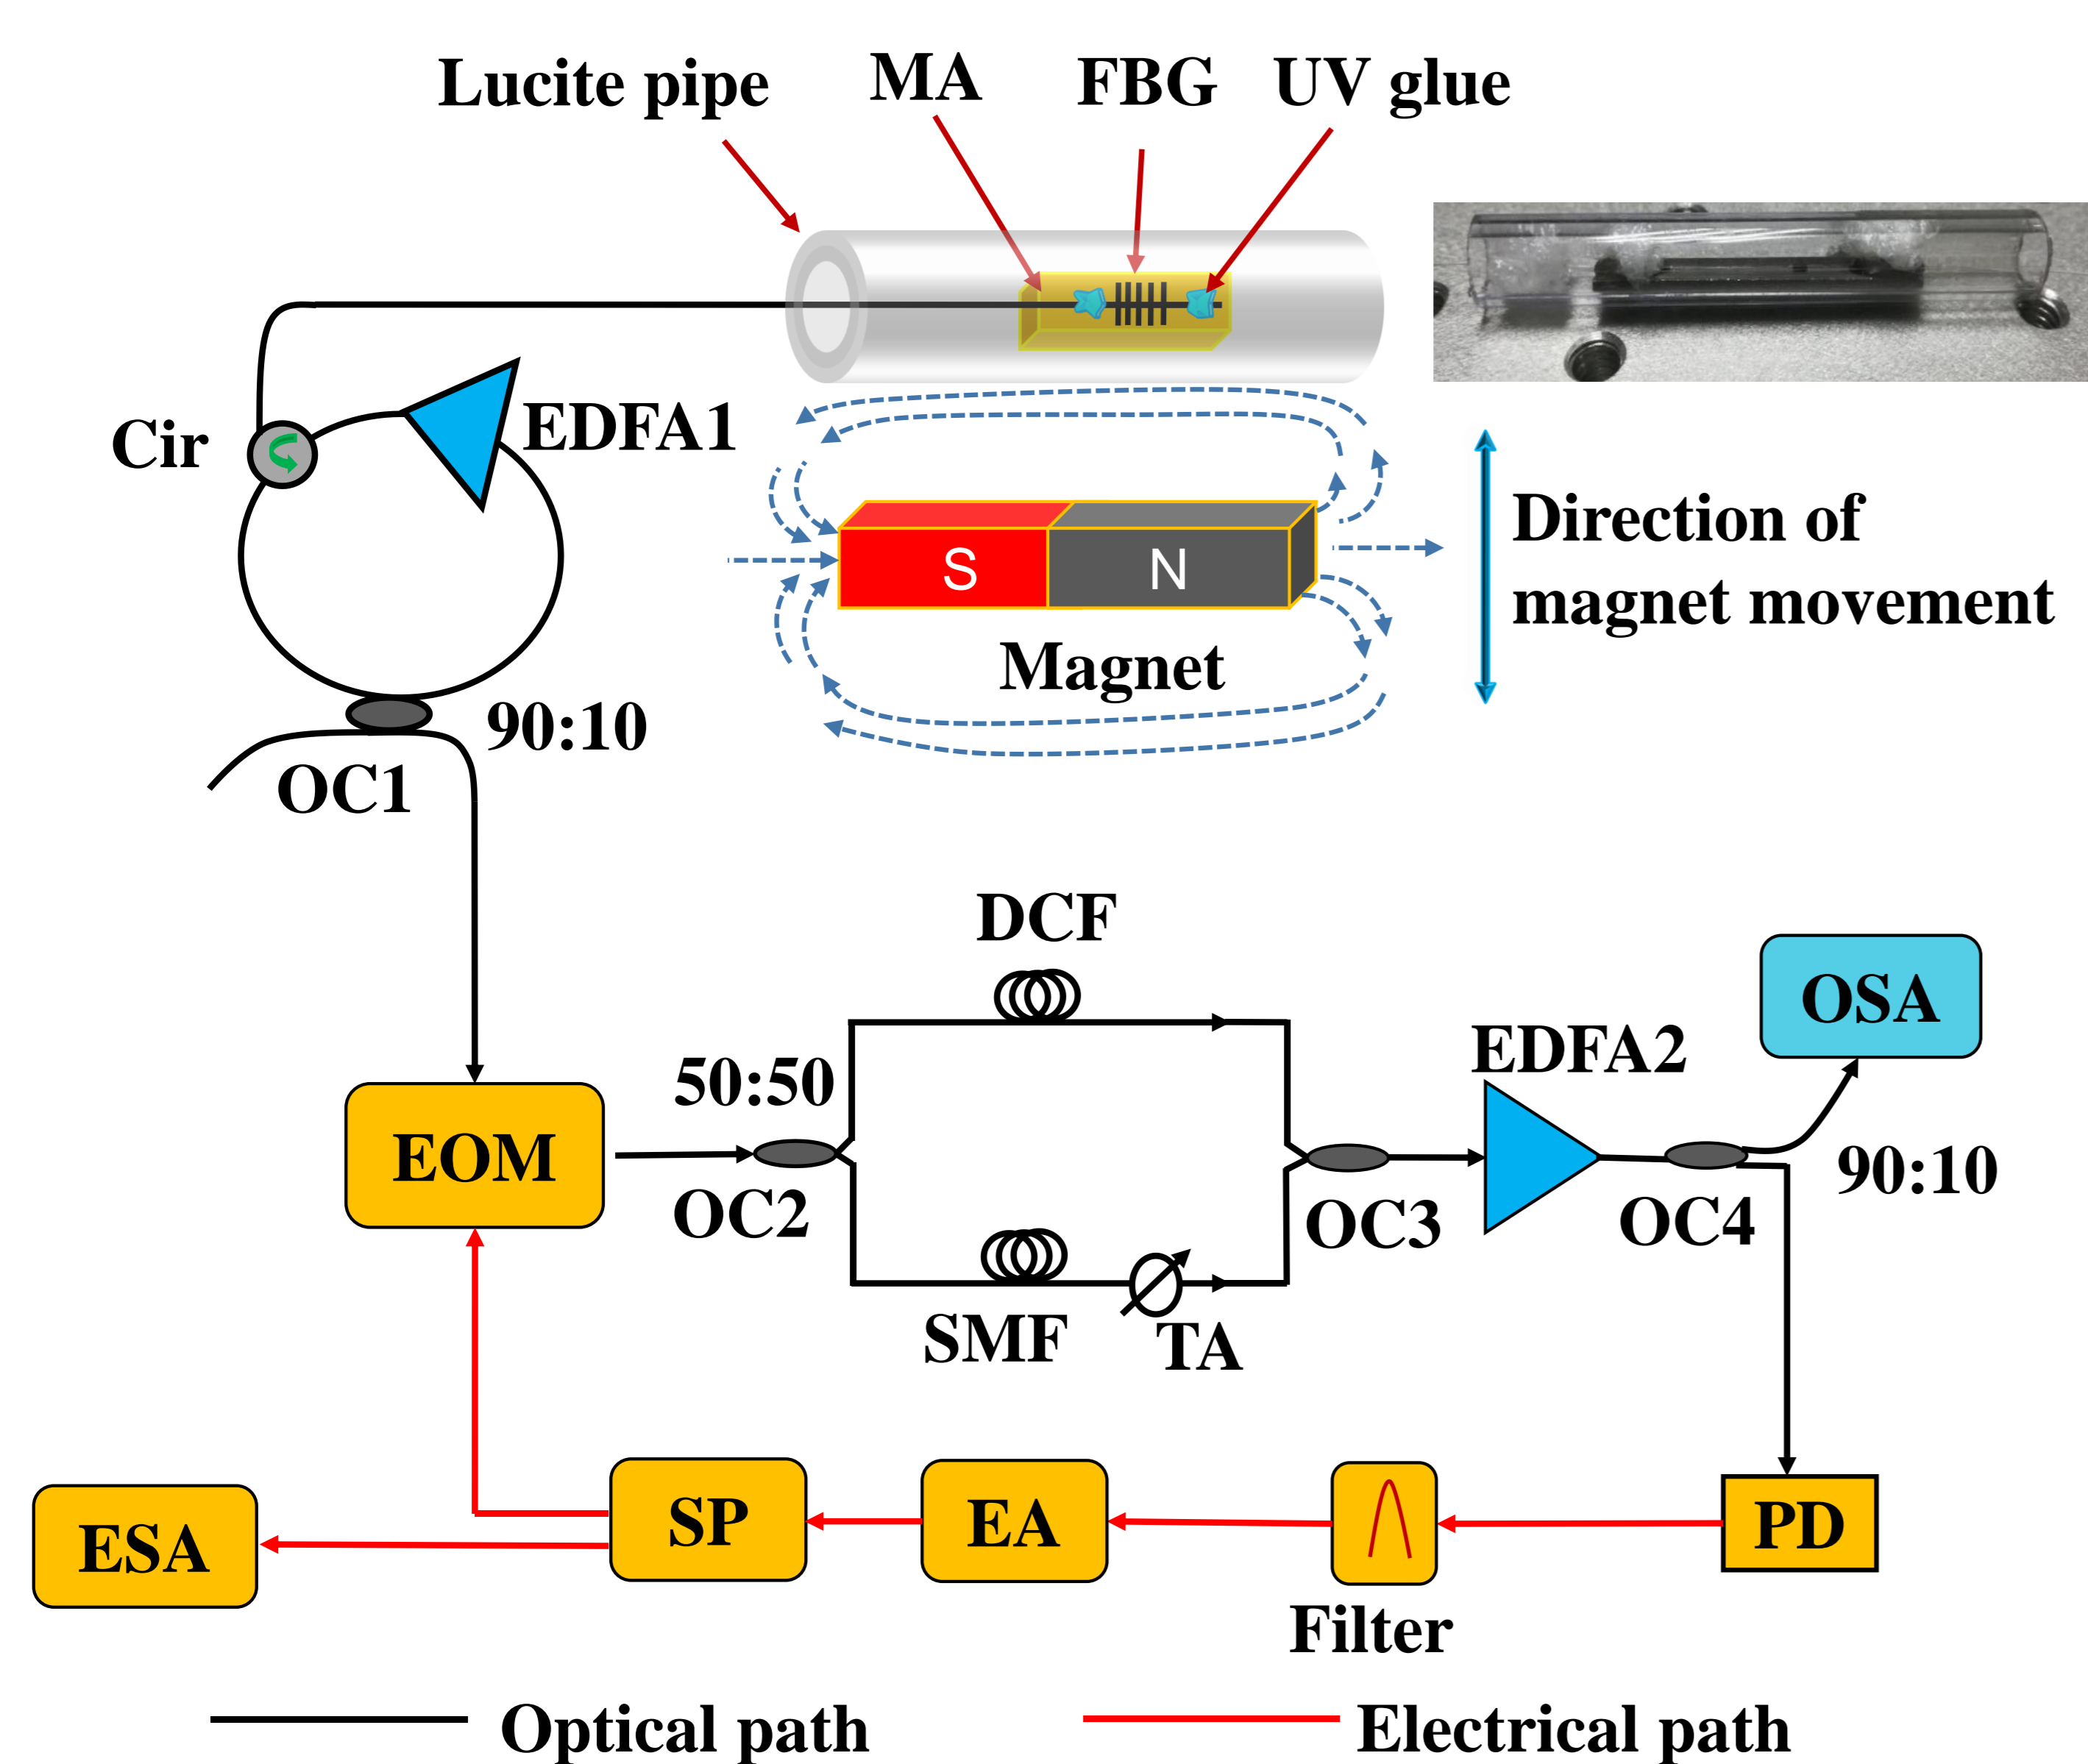 Lucite pipe
MA
FBG
UV glue
Cir
EDFA1
S
N
Direction of
magnet movement
Magnet
90:10
OC1
DCF
OSA
50:50
EDFA2
EOM
90:10
OC2
OC3
OC4
SMF
TA
ESA
SP
EA
PD
Filter
Optical path
Electrical path